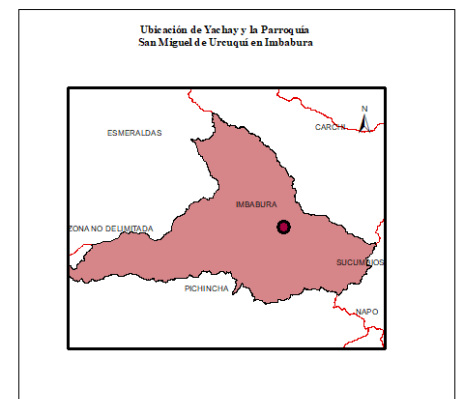 Ubicación de Yachay y la Parroquia
San Miguel de Urcuquí en Imbabura
N
CARCHI
ESMERALDAS
IMBABURA
ZONA NO DELIMITADA
SUCUMBIOS
PICHINCHA
NAPO